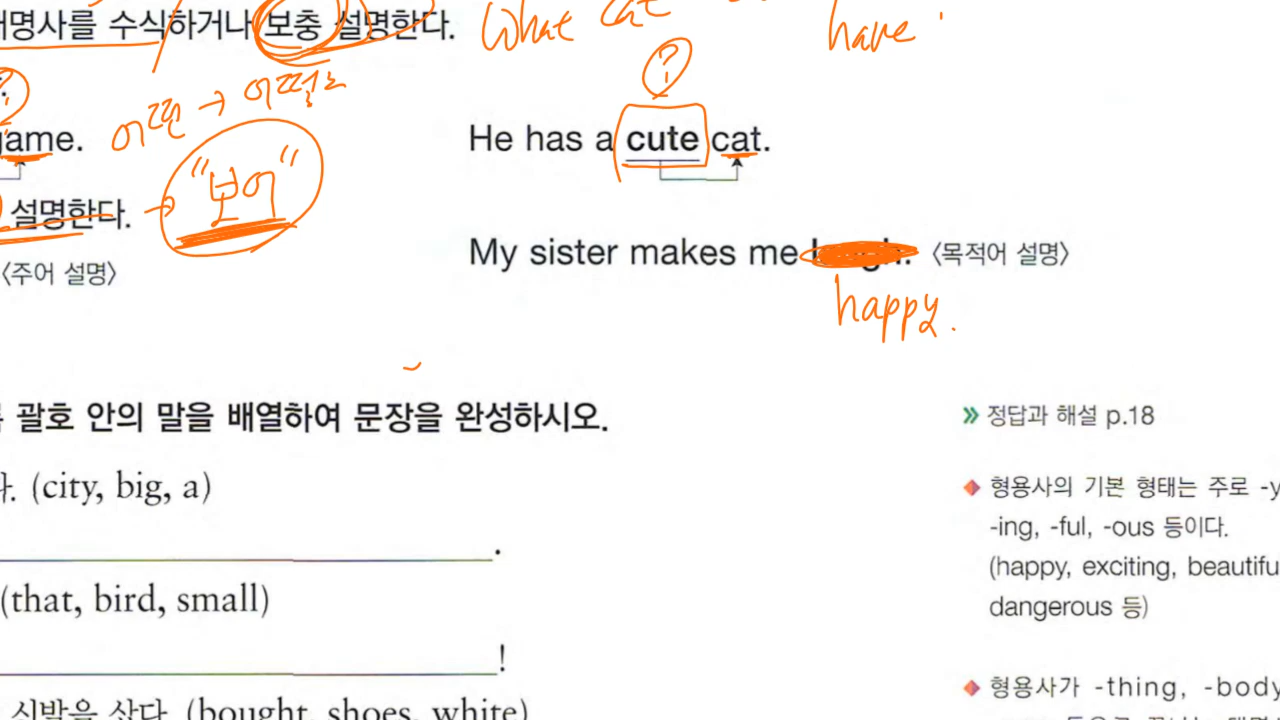 대명사를 수식하거나 보충 설명한다.
What cat
have
?
어떤 → 어떨는
game.
He has a cute cat.
설명한다. → "보어"
My sister makes me 〈목적어 설명〉
〈주어 설명〉
happy.
괄호 안의 말을 배열하여 문장을 완성하시오.
» 정답과 해설 p.18
다. (city, big, a)
◆ 형용사의 기본 형태는 주로 -y
-ing, -ful, -ous 등이다.
.
(happy, exciting, beautifu
(that, bird, small)
dangerous 등)
!
◆ 형용사가 -thing, -body
신발을 샀다. (bought, shoes, white)